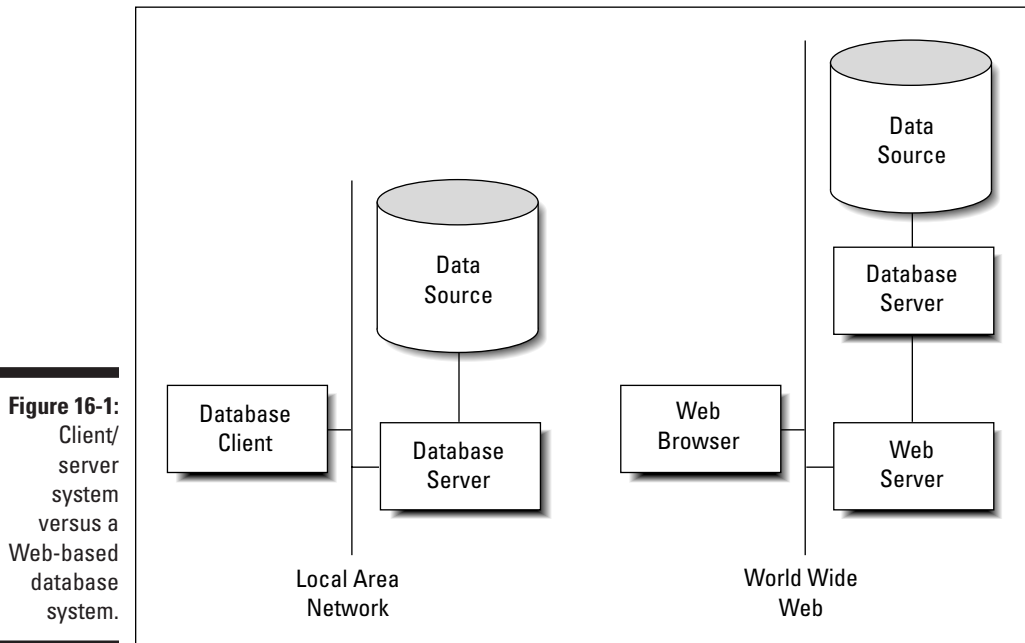 Figure 16-1:
Client/
server
system
versus a
Web-based
database
system.
Data
Source
Database
Client
Database
Server
Local Area
Network
Data
Source
Database
Server
Web
Browser
Web
Server
World Wide
Web